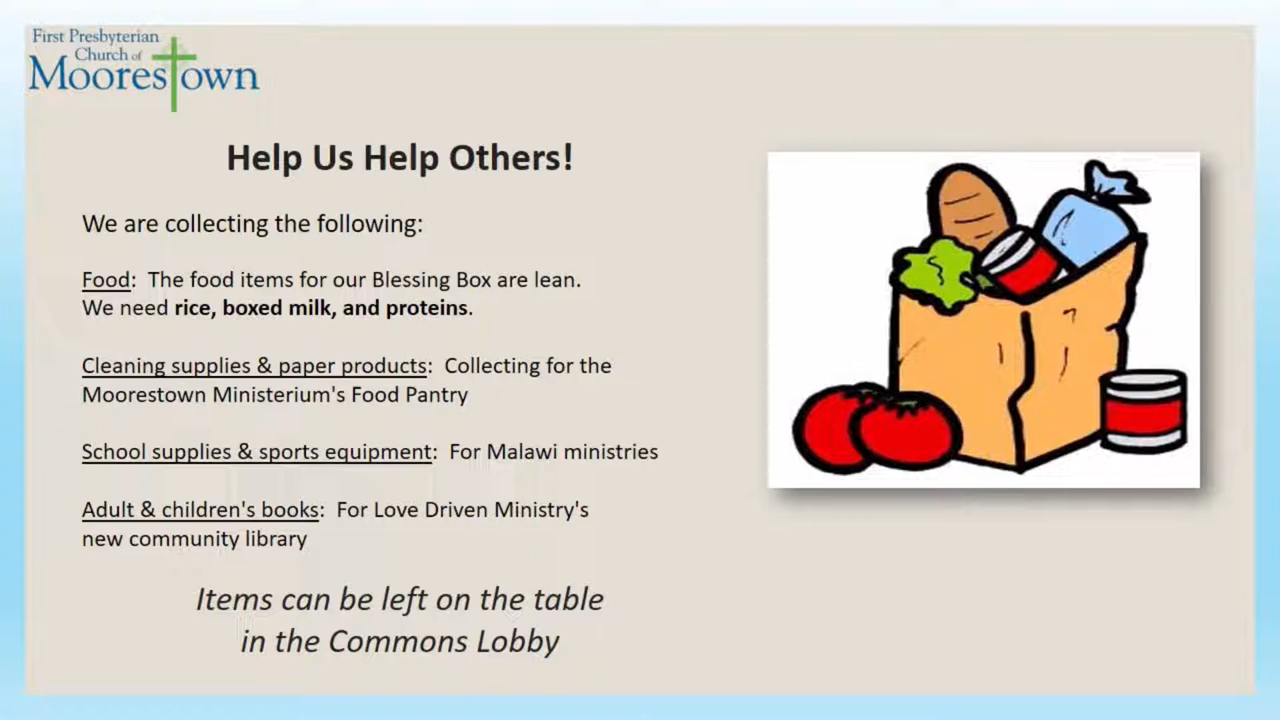 First Presbyterian
Church of
Moorestown
Help Us Help Others!
We are collecting the following:
Food:  The food items for our Blessing Box are lean.
We need rice, boxed milk, and proteins.
Cleaning supplies & paper products:  Collecting for the
Moorestown Ministerium's Food Pantry
School supplies & sports equipment:  For Malawi ministries
Adult & children's books:  For Love Driven Ministry's
new community library
Items can be left on the table
in the Commons Lobby